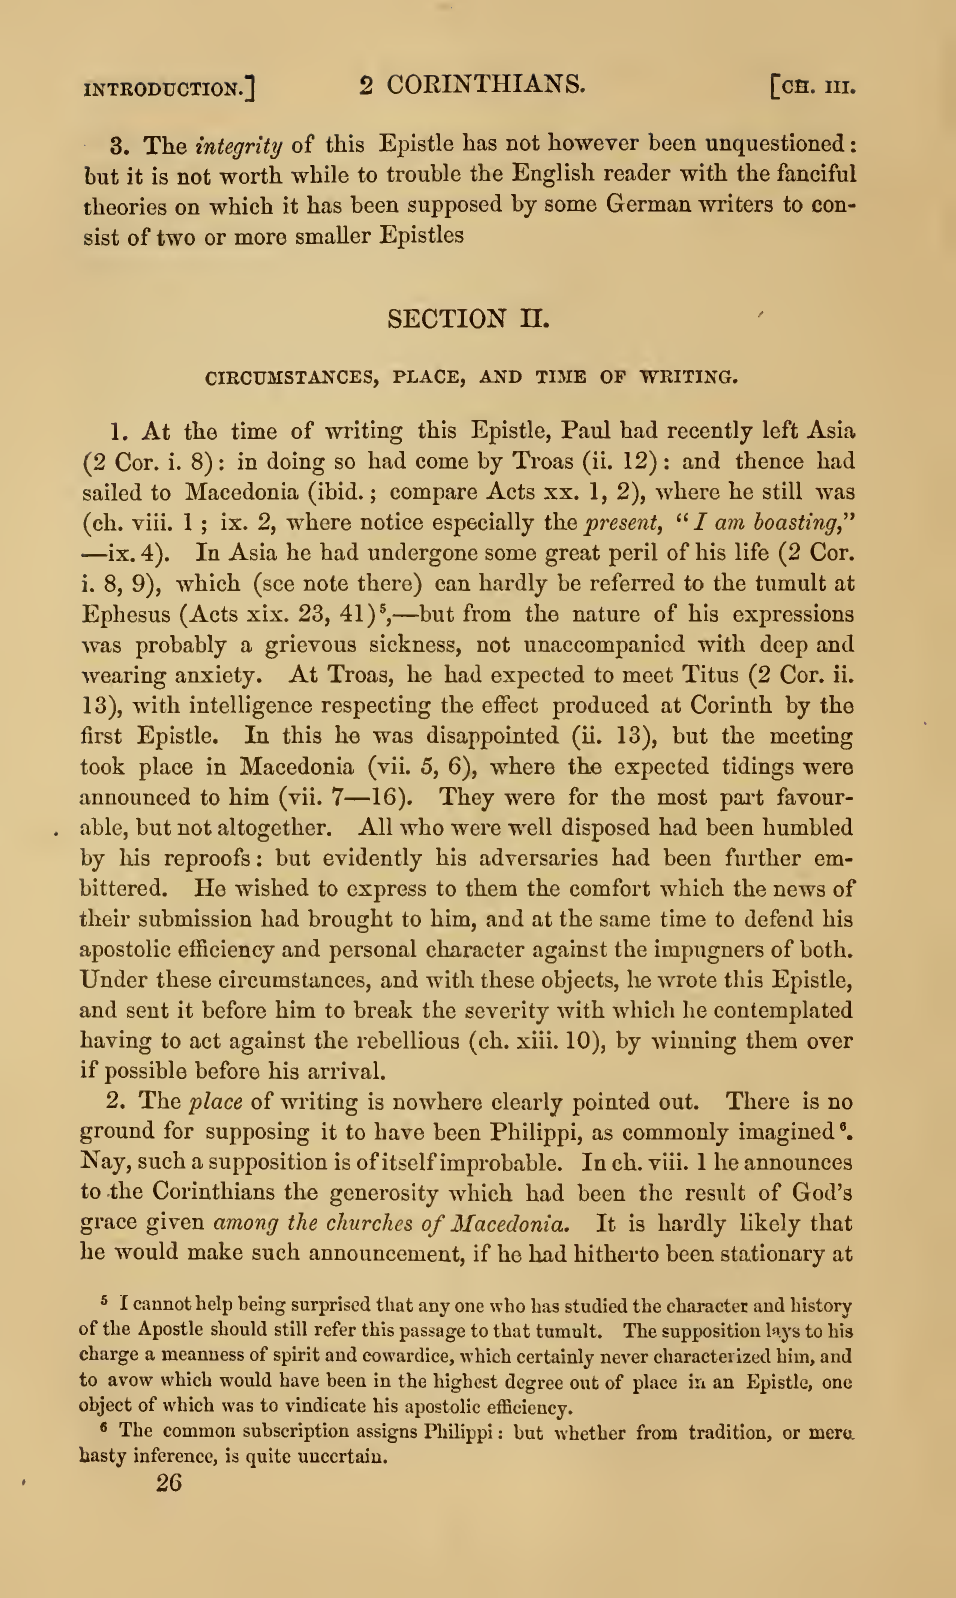 INTRODUCTION.] 2 CORINTHIANS. [CH. III.
3. The integrity of this Epistle has not however been unquestioned:
but it is not worth while to trouble the English reader with the fanciful
theories on which it has been supposed by some German writers to con-
sist of two or more smaller Epistles
SECTION II.
CIRCUMSTANCES, PLACE, AND TIME OF WRITING.
1. At the time of writing this Epistle, Paul had recently left Asia
(2 Cor. i. 8): in doing so had come by Troas (ii. 12): and thence had
sailed to Macedonia (ibid.; compare Acts xx. 1, 2), where he still was
(ch. viii. 1; ix. 2, where notice especially the present, “I am boasting,”
—ix. 4). In Asia he had undergone some great peril of his life (2 Cor.
i. 8, 9), which (see note there) can hardly be referred to the tumult at
Ephesus (Acts xix. 23, 41)⁵,—but from the nature of his expressions
was probably a grievous sickness, not unaccompanied with deep and
wearing anxiety. At Troas, he had expected to meet Titus (2 Cor. ii.
13), with intelligence respecting the effect produced at Corinth by the
first Epistle. In this he was disappointed (ii. 13), but the meeting
took place in Macedonia (vii. 5, 6), where the expected tidings were
announced to him (vii. 7—16). They were for the most part favour-
able, but not altogether. All who were well disposed had been humbled
by his reproofs: but evidently his adversaries had been further em-
bittered. He wished to express to them the comfort which the news of
their submission had brought to him, and at the same time to defend his
apostolic efficiency and personal character against the impugners of both.
Under these circumstances, and with these objects, he wrote this Epistle,
and sent it before him to break the severity with which he contemplated
having to act against the rebellious (ch. xiii. 10), by winning them over
if possible before his arrival.
2. The place of writing is nowhere clearly pointed out. There is no
ground for supposing it to have been Philippi, as commonly imagined⁶.
Nay, such a supposition is of itself improbable. In ch. viii. 1 he announces
to the Corinthians the generosity which had been the result of God's
grace given among the churches of Macedonia. It is hardly likely that
he would make such announcement, if he had hitherto been stationary at
⁵ I cannot help being surprised that any one who has studied the character and history
of the Apostle should still refer this passage to that tumult. The supposition lays to his
charge a meanness of spirit and cowardice, which certainly never characterized him, and
to avow which would have been in the highest degree out of place in an Epistle, one
object of which was to vindicate his apostolic efficiency.
⁶ The common subscription assigns Philippi: but whether from tradition, or mere
hasty inference, is quite uncertain.
26